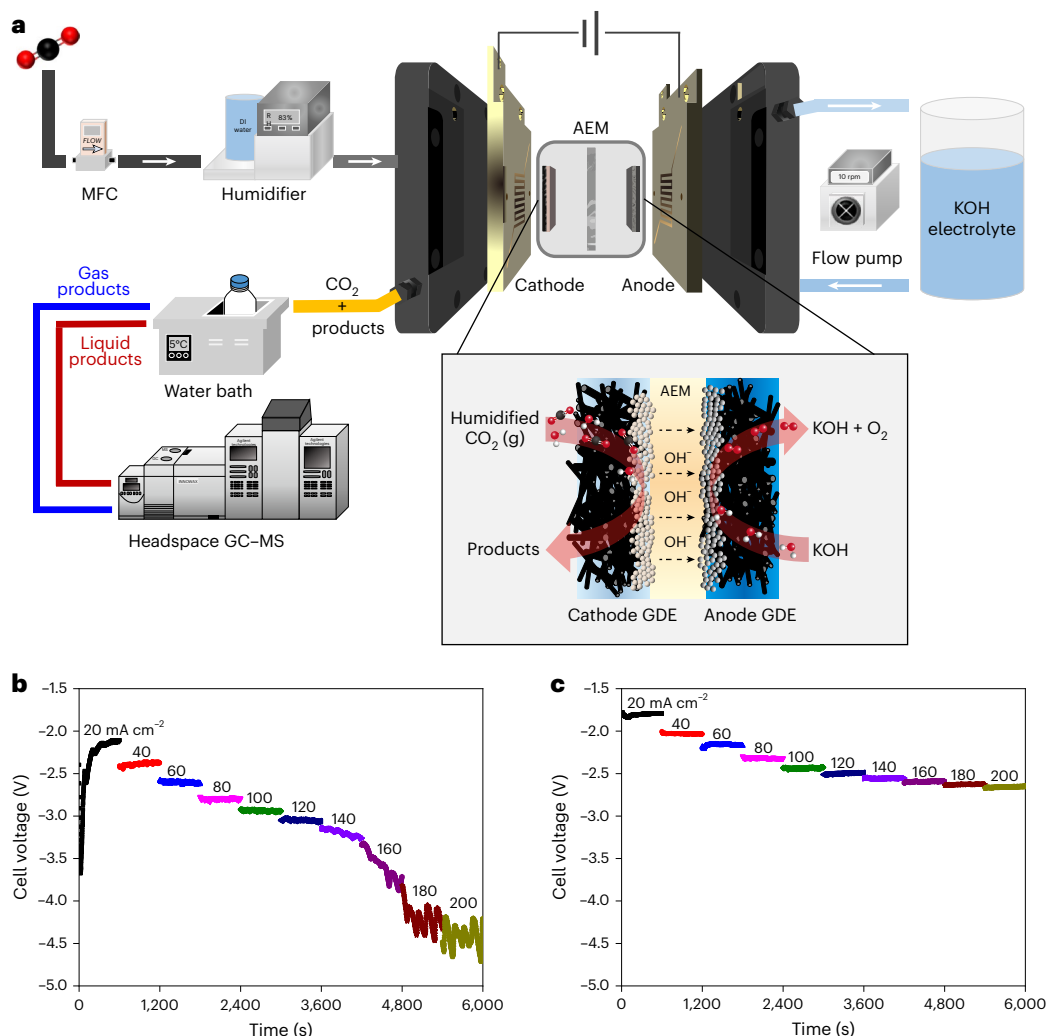 a
DI
water
R
H
83%
FLOW
MFC
Humidifier
AEM
Cathode
Anode
10 rpm
Flow pump
KOH
electrolyte
Gas
products
Liquid
products
CO2
+
products
5°C
Water bath
Agilent
technologies
Agilent
technologies
Headspace GC–MS
AEM
Humidified
CO2 (g)
OH−
OH−
OH−
KOH + O2
Products
KOH
Cathode GDE
Anode GDE
b
Cell voltage (V)
−1.5
−2.0
−2.5
−3.0
−3.5
−4.0
−4.5
−5.0
20 mA cm−2
40
60
80
100
120
140
160
180
200
0
1,200
2,400
3,600
4,800
6,000
Time (s)
c
Cell voltage (V)
−1.5
−2.0
−2.5
−3.0
−3.5
−4.0
−4.5
−5.0
20 mA cm−2
40
60
80
100
120
140
160
180
200
0
1,200
2,400
3,600
4,800
6,000
Time (s)